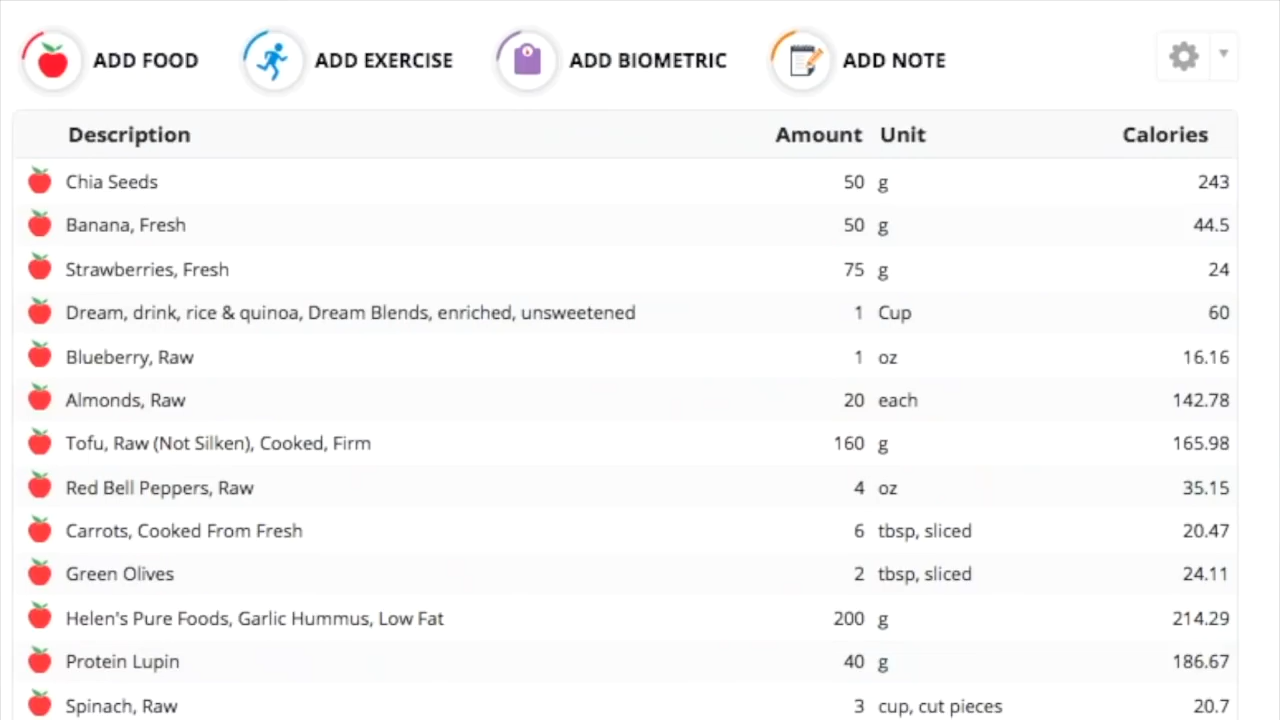 ADD FOOD ADD EXERCISE ADD BIOMETRIC ADD NOTE
Description Amount Unit Calories
Chia Seeds 50 g 243
Banana, Fresh 50 g 44.5
Strawberries, Fresh 75 g 24
Dream, drink, rice & quinoa, Dream Blends, enriched, unsweetened 1 Cup 60
Blueberry, Raw 1 oz 16.16
Almonds, Raw 20 each 142.78
Tofu, Raw (Not Silken), Cooked, Firm 160 g 165.98
Red Bell Peppers, Raw 4 oz 35.15
Carrots, Cooked From Fresh 6 tbsp, sliced 20.47
Green Olives 2 tbsp, sliced 24.11
Helen's Pure Foods, Garlic Hummus, Low Fat 200 g 214.29
Protein Lupin 40 g 186.67
Spinach, Raw 3 cup, cut pieces 20.7